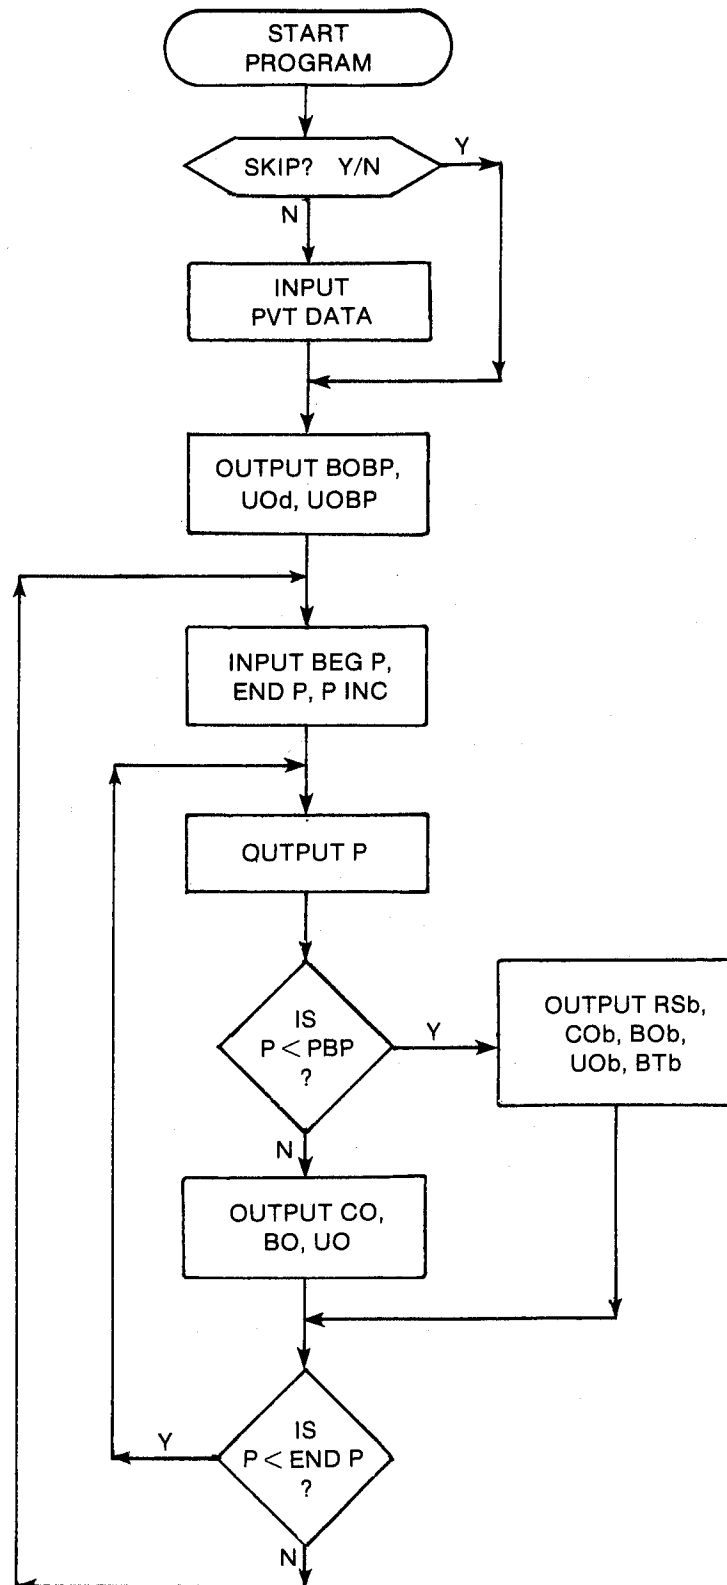 START
PROGRAM
SKIP? Y/N
Y
N
INPUT
PVT DATA
OUTPUT BOBP,
UOd, UOBP
INPUT BEG P,
END P, P INC
OUTPUT P
IS
P < PBP
?
Y
OUTPUT RSb,
COb, BOb,
UOb, BTb
N
OUTPUT CO,
BO, UO
IS
P < END P
?
Y
N